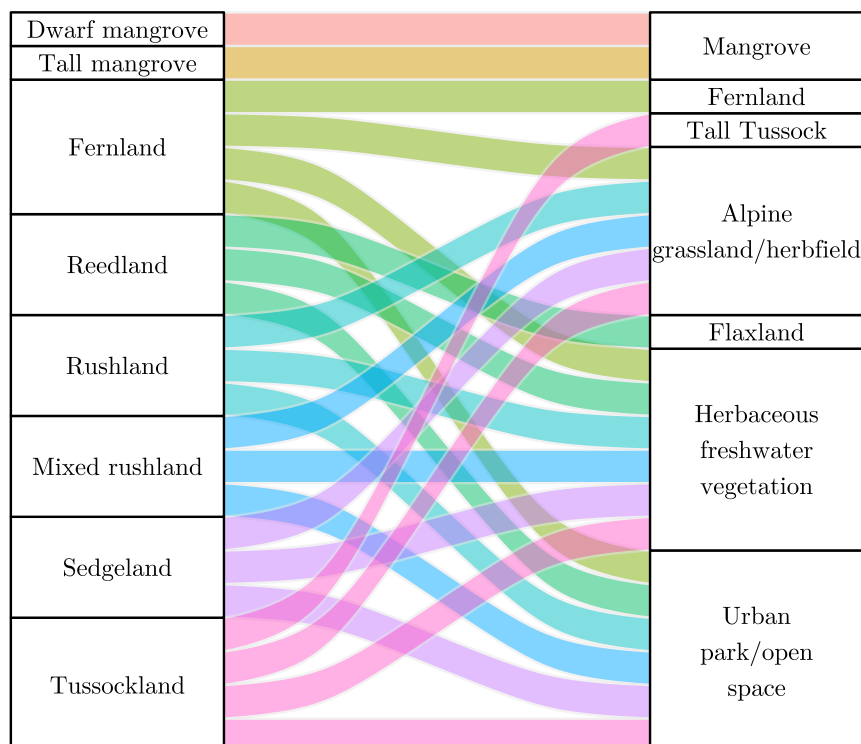 Dwarf mangrove
Tall mangrove
Fernland
Reedland
Rushland
Mixed rushland
Sedgeland
Tussockland
Mangrove
Fernland
Tall Tussock
Alpine
grassland/herbfield
Flaxland
Herbaceous
freshwater
vegetation
Urban
park/open
space